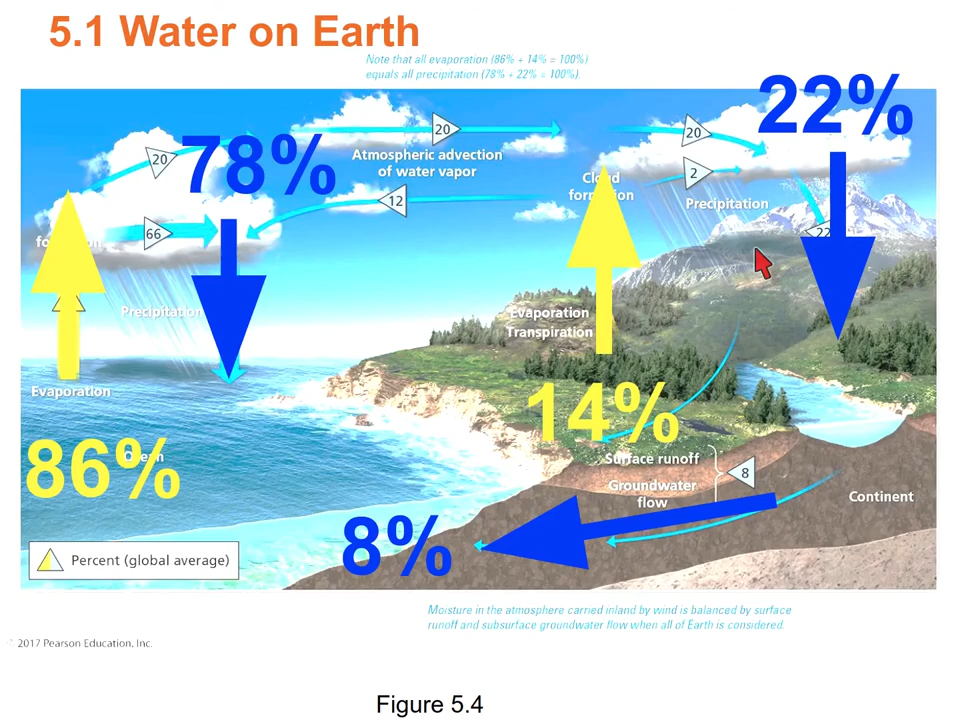 5.1 Water on Earth
Note that all evaporation (86% + 14% = 100%)
equals all precipitation (78% + 22% = 100%).
22%
20
20
20
78%
Atmospheric advection
of water vapor
Cloud
formation
2
Precipitation
12
66
22
Precipitation
Evaporation
Transpiration
Evaporation
14%
86%
Ocean
Surface runoff
8
Groundwater
flow
Continent
8%
Percent (global average)
Moisture in the atmosphere carried inland by wind is balanced by surface
runoff and subsurface groundwater flow when all of Earth is considered.
2017 Pearson Education, Inc.
Figure 5.4